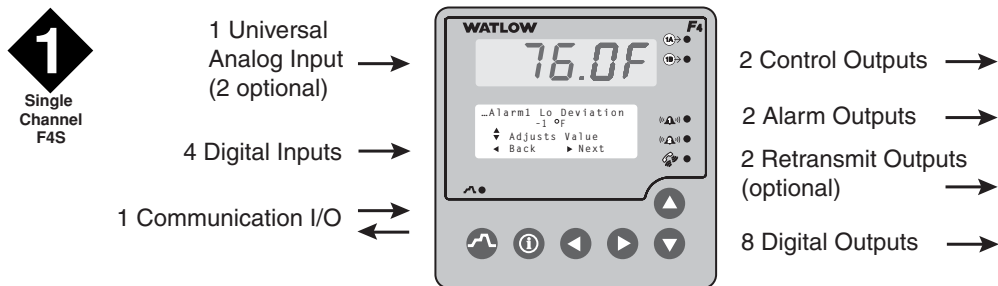 1
Single
Channel
F4S
1 Universal
Analog Input
(2 optional)
4 Digital Inputs
1 Communication I/O
WATLOW
F4
76.0F
1A
1B
…Alarm1 Lo Deviation
-1 °F
Adjusts Value
Back Next
2 Control Outputs
2 Alarm Outputs
2 Retransmit Outputs
(optional)
8 Digital Outputs